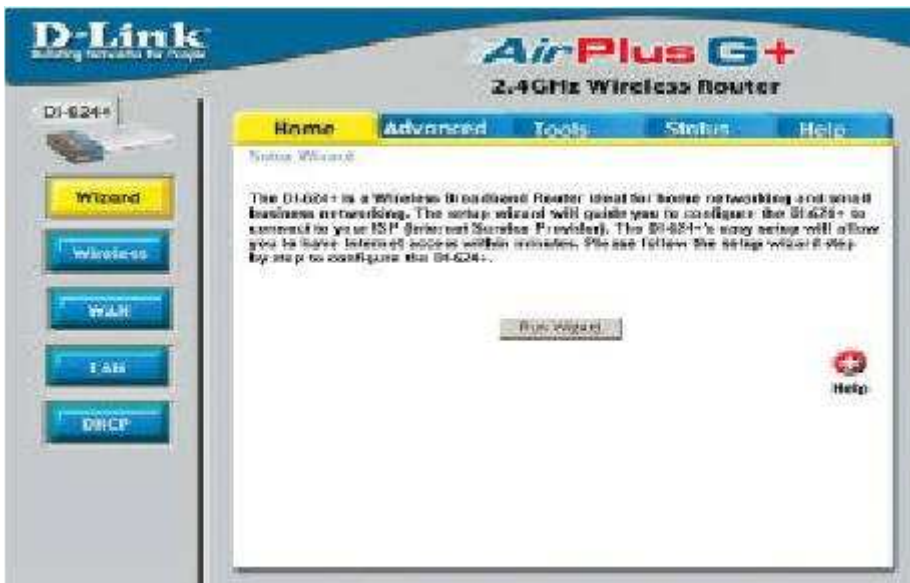 D-Link
Building Networks for People
AirPlus G+
2.4GHz Wireless Router
DI-624+
Home
Advanced
Tools
Status
Help
Setup Wizard
Wizard
Wireless
WAN
LAN
DHCP
The DI-624+ is a Wireless Broadband Router ideal for home networking and small
business networking. The setup wizard will guide you to configure the DI-624+ to
connect to your ISP (Internet Service Provider). The DI-624+'s easy setup will allow
you to have Internet access within minutes. Please follow the setup wizard step
by step to configure the DI-624+.
Run Wizard
Help